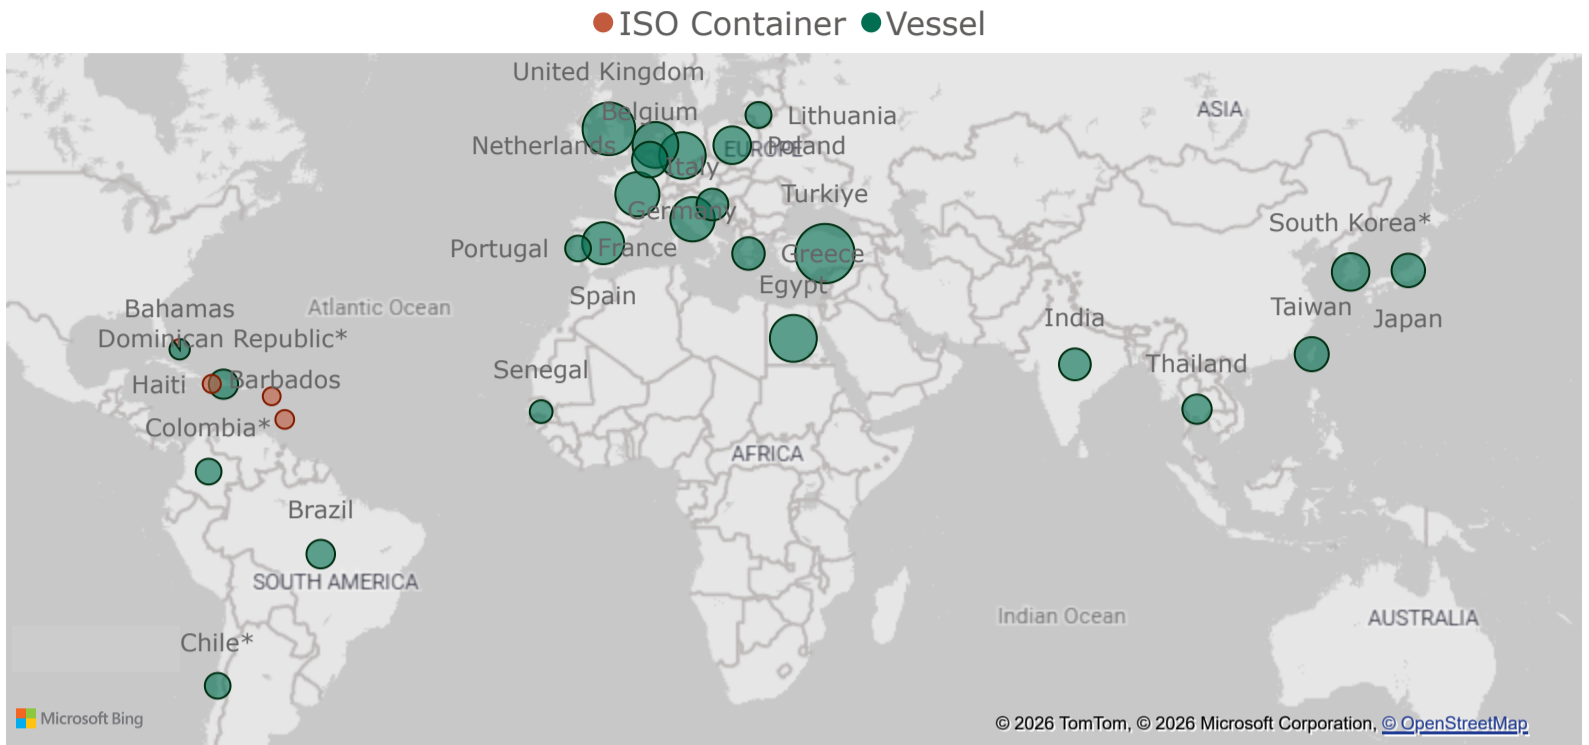 ISO Container Vessel
United Kingdom
Belgium
Lithuania
ASIA
Netherlands
EUROPE
Poland
Italy
Turkiye
Germany
South Korea*
Portugal
France
Greece
Egypt
Spain
Bahamas
Atlantic Ocean
Taiwan
India
Japan
Dominican Republic*
Thailand
Senegal
Haiti
Barbados
Colombia*
AFRICA
Brazil
SOUTH AMERICA
Indian Ocean
AUSTRALIA
Chile*
Microsoft Bing
© 2026 TomTom, © 2026 Microsoft Corporation, © OpenStreetMap